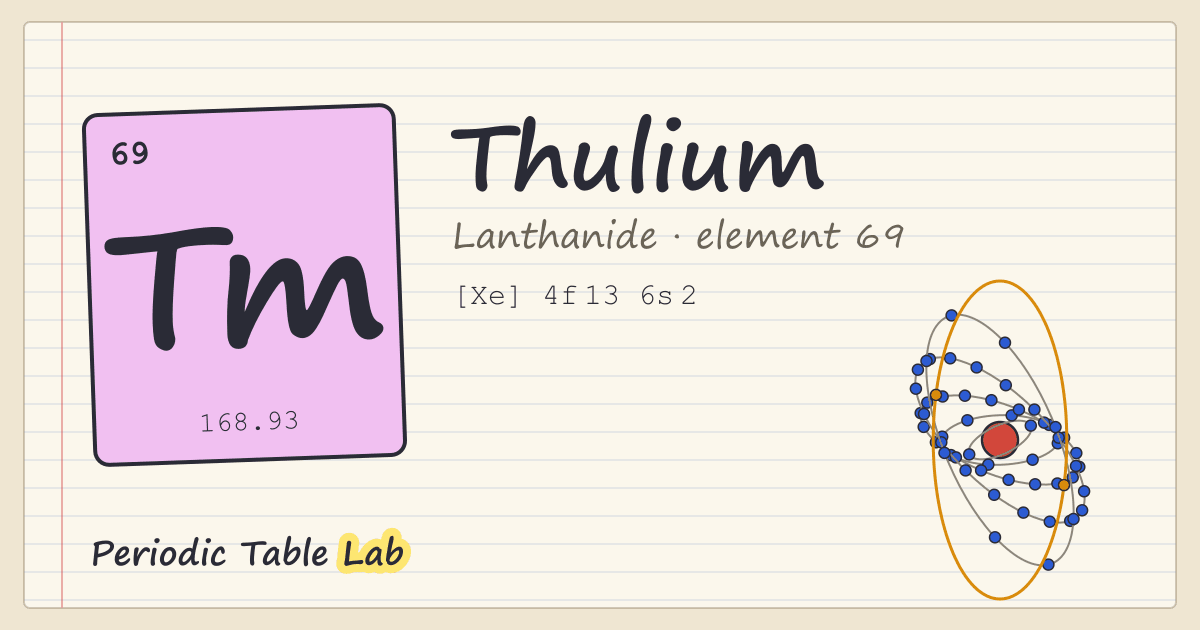 69
Tm
168.93
Thulium
Lanthanide · element 69
[Xe] 4f13 6s2
Periodic Table Lab